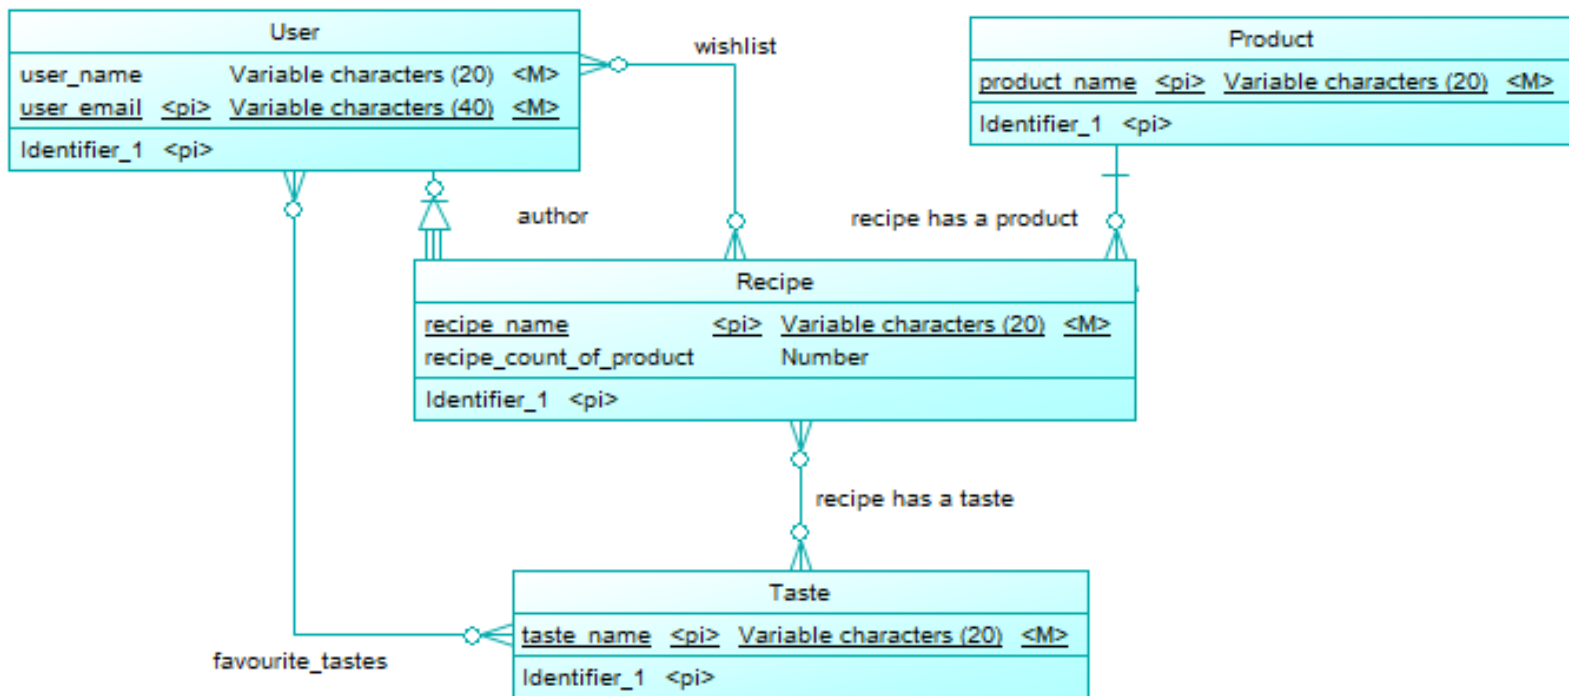 User
user_name Variable characters (20) <M>
user_email <pi> Variable characters (40) <M>
Identifier_1 <pi>
wishlist
Product
product_name <pi> Variable characters (20) <M>
Identifier_1 <pi>
author
recipe has a product
Recipe
recipe_name <pi> Variable characters (20) <M>
recipe_count_of_product Number
Identifier_1 <pi>
recipe has a taste
Taste
taste_name <pi> Variable characters (20) <M>
Identifier_1 <pi>
favourite_tastes